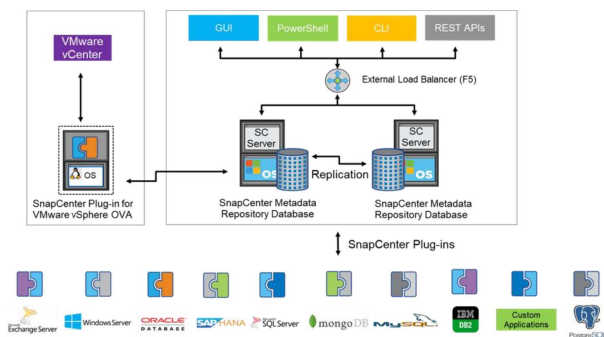 GUI
PowerShell
CLI
REST APIs
VMware
vCenter
External Load Balancer (F5)
SC
Server
SC
Server
OS
OS
OS
Replication
SnapCenter Plug-in for
VMware vSphere OVA
SnapCenter Metadata
Repository Database
SnapCenter Metadata
Repository Database
SnapCenter Plug-ins
Exchange Server
Windows Server
ORACLE
DATABASE
SAP HANA
SQL Server
mongoDB
MySQL
IBM
DB2
Custom
Applications
PostgreSQL